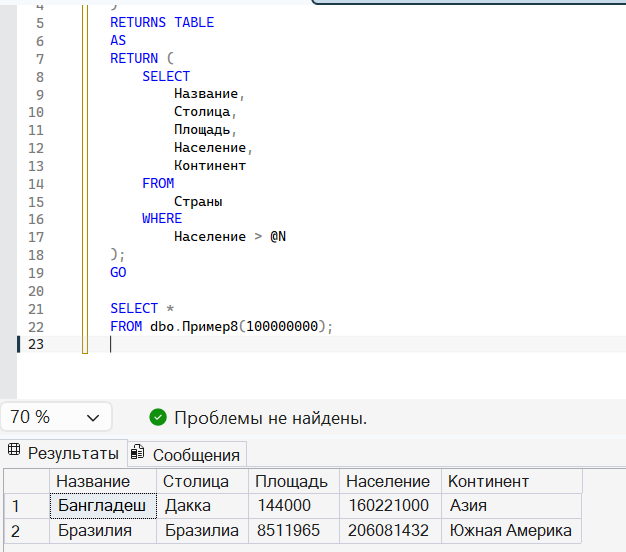 4 )
5 RETURNS TABLE
6 AS
7 RETURN (
8 SELECT
9 Название,
10 Столица,
11 Площадь,
12 Население,
13 Континент
14 FROM
15 Страны
16 WHERE
17 Население > @N
18 );
19 GO
20
21 SELECT *
22 FROM dbo.Пример8(100000000);
23
70 % Проблемы не найдены.
Результаты Сообщения
Название Столица Площадь Население Континент
1 Бангладеш Дакка 144000 160221000 Азия
2 Бразилия Бразилиа 8511965 206081432 Южная Америка